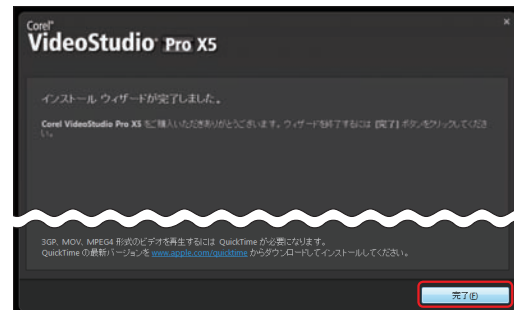 Corel®
VideoStudio® Pro X5
インストール ウィザードが完了しました。
Corel VideoStudio Pro X5 をご購入いただきありがとうございます。ウィザードを終了するには [完了] ボタンをクリックしてくださ
い。
3GP、MOV、MPEG4 形式のビデオを再生するには QuickTime が必要になります。
QuickTime の最新バージョンを www.apple.com/quicktime からダウンロードしてインストールしてください。
完了(F)